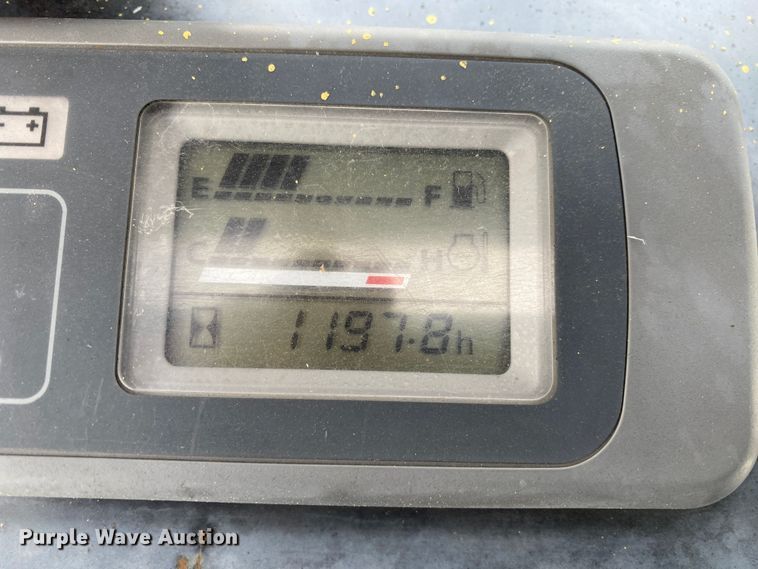 - +
E F
C H
1197.8h
Purple Wave Auction